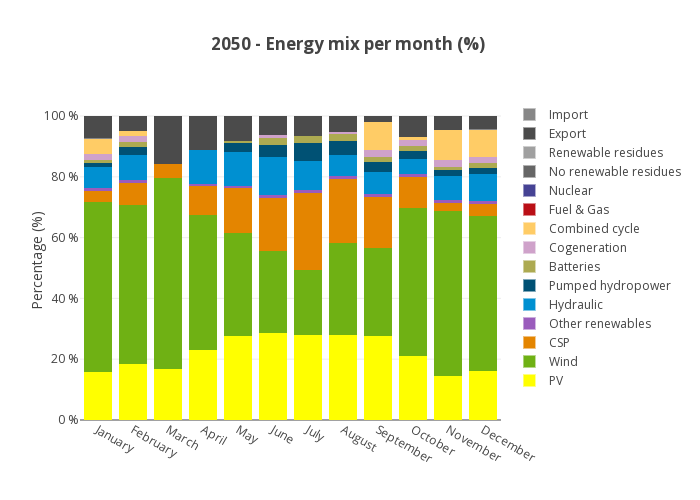 2050 - Energy mix per month (%)
Percentage (%)
100 %
80 %
60 %
40 %
20 %
0 %
January
February
March
April
May
June
July
August
September
October
November
December
Import
Export
Renewable residues
No renewable residues
Nuclear
Fuel & Gas
Combined cycle
Cogeneration
Batteries
Pumped hydropower
Hydraulic
Other renewables
CSP
Wind
PV